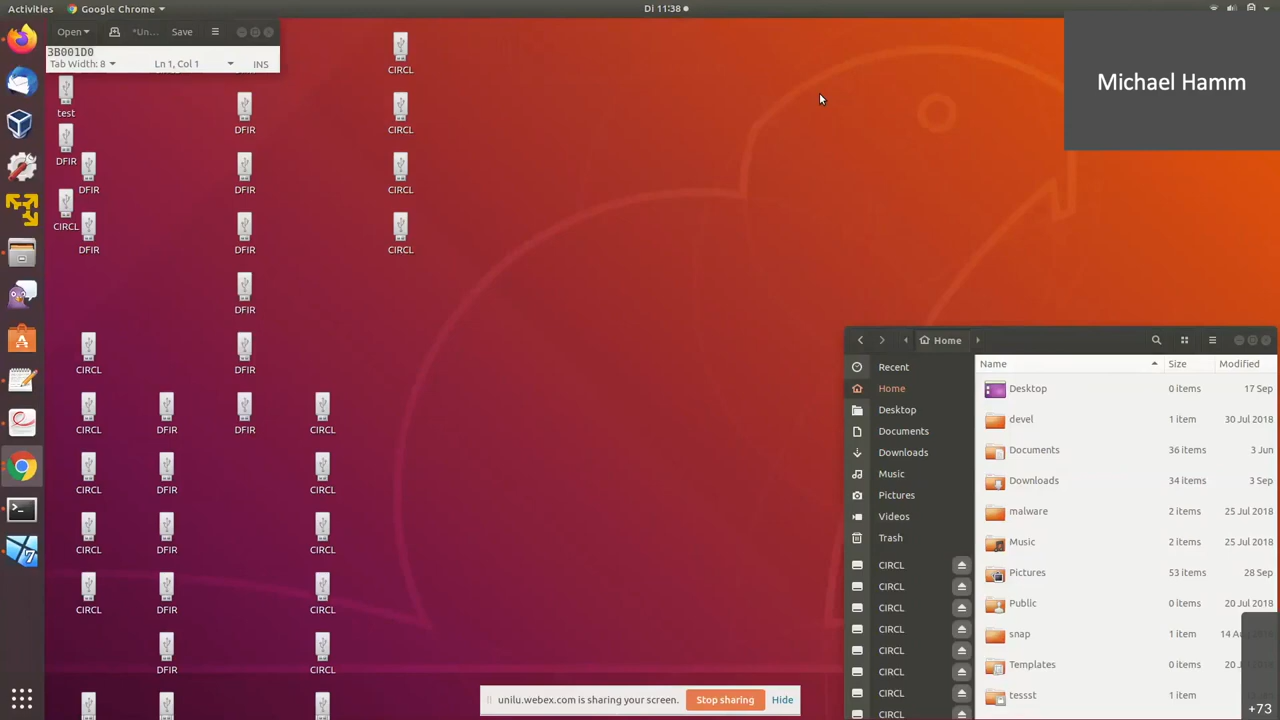 Activities
Google Chrome
Di 11:38
Open
*Un...
Save
3B001D0
Tab Width: 8
Ln 1, Col 1
INS
Michael Hamm
test
DFIR
CIRCL
DFIR
DFIR
CIRCL
CIRCL
CIRCL
CIRCL
DFIR
DFIR
DFIR
DFIR
DFIR
DFIR
DFIR
DFIR
DFIR
DFIR
DFIR
CIRCL
CIRCL
CIRCL
CIRCL
CIRCL
CIRCL
CIRCL
CIRCL
CIRCL
Home
Recent
Home
Desktop
Documents
Downloads
Music
Pictures
Videos
Trash
CIRCL
CIRCL
CIRCL
CIRCL
CIRCL
CIRCL
CIRCL
CIRCL
Name Size Modified
Desktop 0 items 17 Sep
devel 1 item 30 Jul 2018
Documents 36 items 3 Jun
Downloads 34 items 3 Sep
malware 2 items 25 Jul 2018
Music 2 items 25 Jul 2018
Pictures 53 items 28 Sep
Public 0 items 20 Jul 2018
snap 1 item 14
Templates 0 items 20
tessst 1 item
+73
unilu.webex.com is sharing your screen.
Stop sharing
Hide